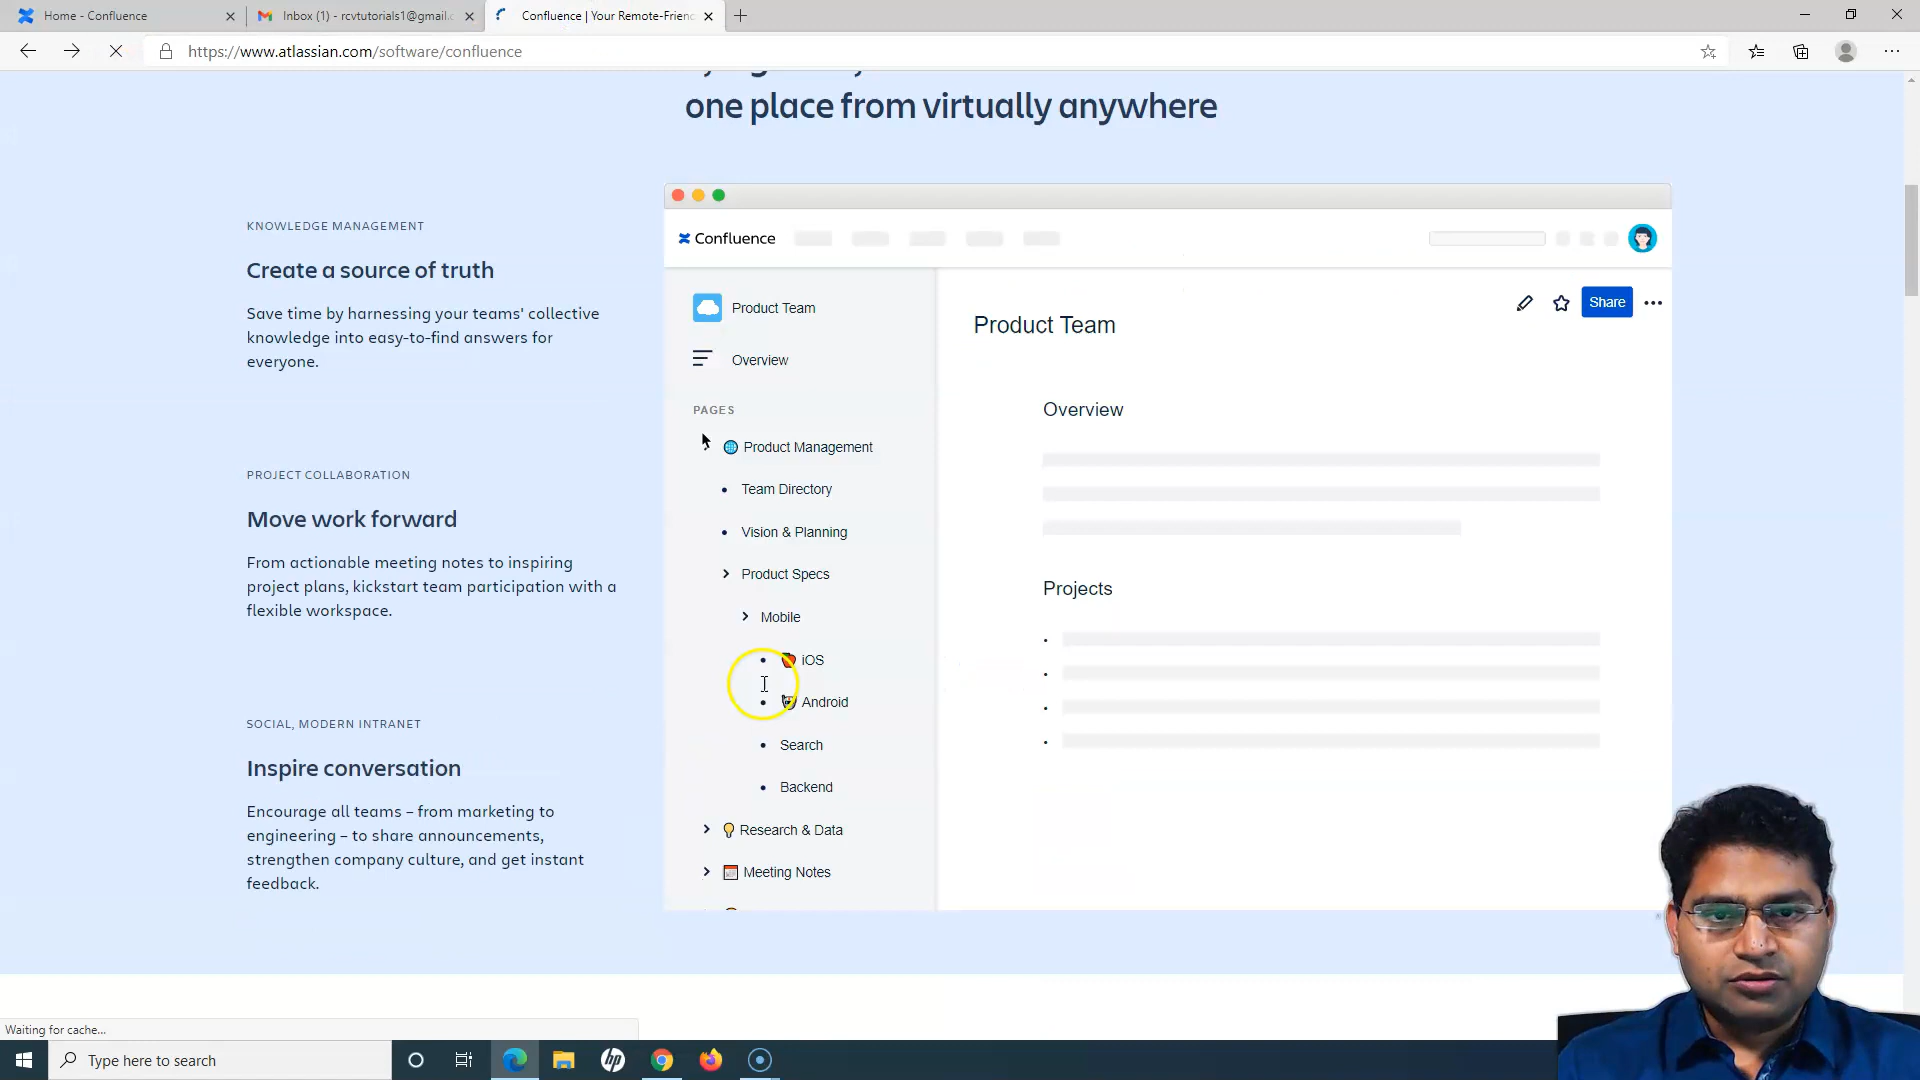 Home - Confluence
Inbox (1) - rcvtutorials1@gmail.c
Confluence | Your Remote-Frien
https://www.atlassian.com/software/confluence
one place from virtually anywhere
KNOWLEDGE MANAGEMENT
Create a source of truth
Save time by harnessing your teams' collective
knowledge into easy-to-find answers for
everyone.
PROJECT COLLABORATION
Move work forward
From actionable meeting notes to inspiring
project plans, kickstart team participation with a
flexible workspace.
SOCIAL, MODERN INTRANET
Inspire conversation
Encourage all teams – from marketing to
engineering – to share announcements,
strengthen company culture, and get instant
feedback.
Confluence
Product Team
Overview
PAGES
Product Management
Team Directory
Vision & Planning
Product Specs
Mobile
iOS
Android
Search
Backend
Research & Data
Meeting Notes
Share
Product Team
Overview
Projects
Waiting for cache...
Type here to search
hp